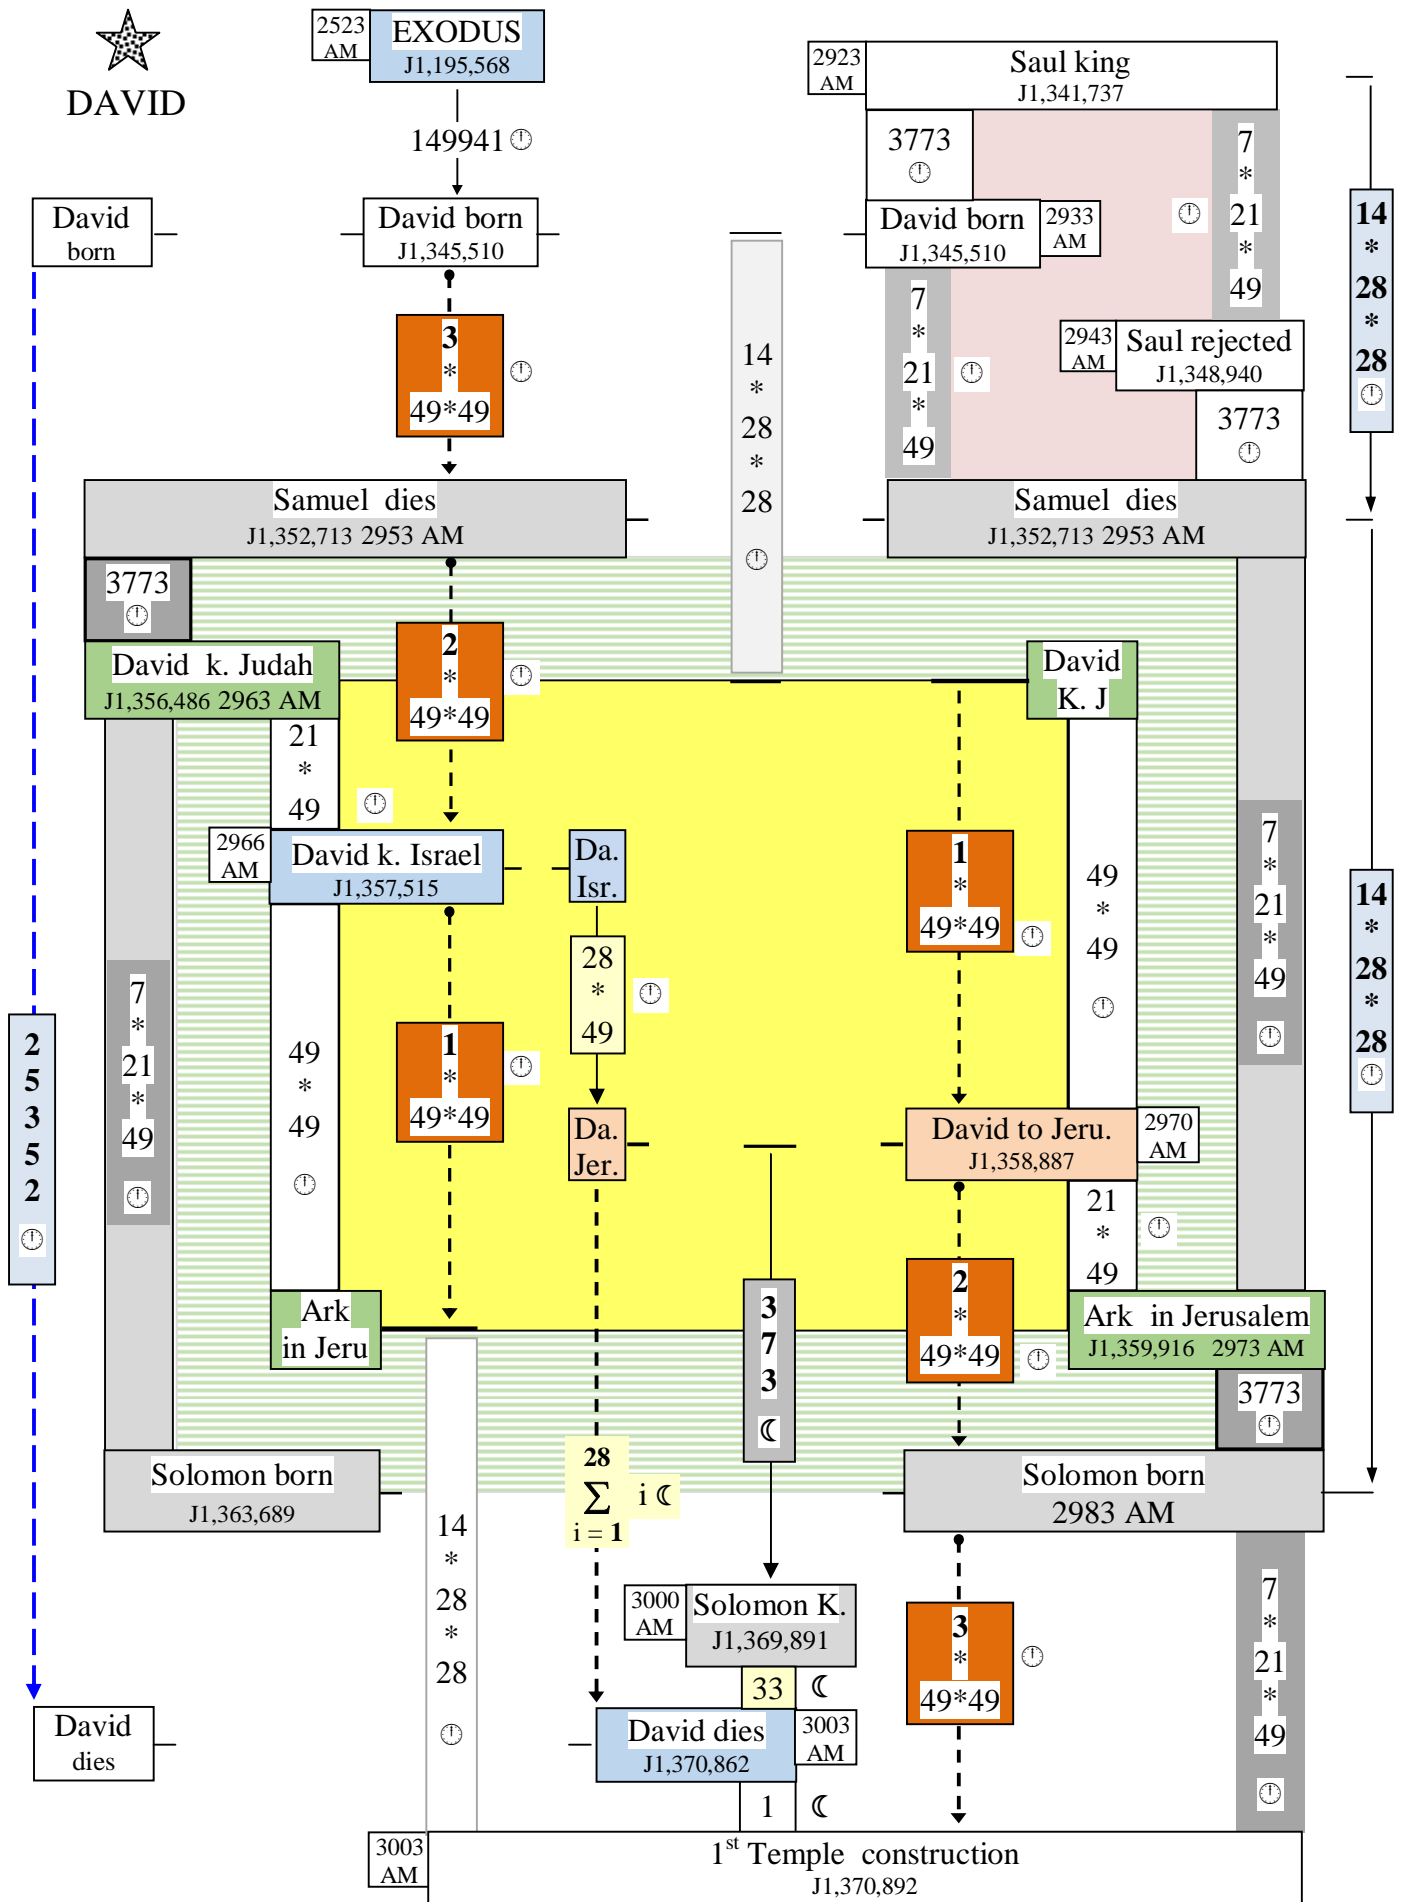 DAVID
2523
AM
EXODUS
J1,195,568
149941
2923
AM
Saul king
J1,341,737
3773
7
*
21
*
49
David
born
David born
J1,345,510
David born
J1,345,510
2933
AM
14
*
28
*
28
3
*
49*49
14
*
28
*
28
7
*
21
*
49
2943
AM
Saul rejected
J1,348,940
3773
Samuel dies
J1,352,713 2953 AM
Samuel dies
J1,352,713 2953 AM
3773
2
*
49*49
David k. Judah
J1,356,486 2963 AM
David
K. J
21
*
49
2966
AM
David k. Israel
J1,357,515
Da.
Isr.
1
*
49*49
49
*
49
7
*
21
*
49
14
*
28
*
28
28
*
49
7
*
21
*
49
2
5
3
5
2
49
*
49
1
*
49*49
Da.
Jer.
David to Jeru.
J1,358,887
2970
AM
21
*
49
2
*
49*49
3
7
3
Ark
in Jeru
Ark in Jerusalem
J1,359,916 2973 AM
3773
Solomon born
J1,363,689
28
Σ
i = 1
i
Solomon born
2983 AM
14
*
28
*
28
3000
AM
Solomon K.
J1,369,891
3
*
49*49
7
*
21
*
49
33
David
dies
David dies
J1,370,862
3003
AM
1
3003
AM
1st Temple construction
J1,370,892